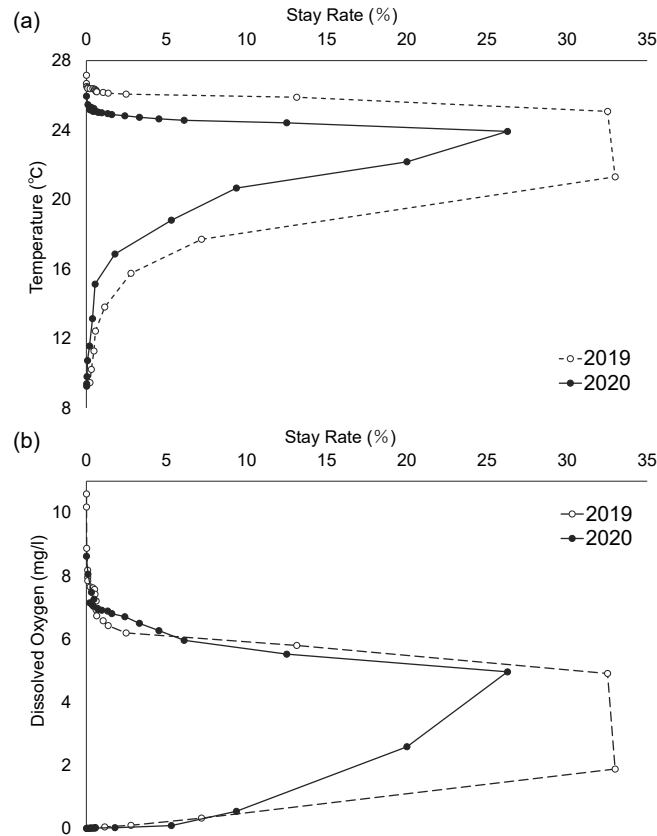 (a)
Stay Rate (%)
0 5 10 15 20 25 30 35
28
24
20
16
12
8
Temperature (℃)
2019
2020
(b)
Stay Rate (%)
0 5 10 15 20 25 30 35
10
8
6
4
2
0
Dissolved Oxygen (mg/l)
2019
2020